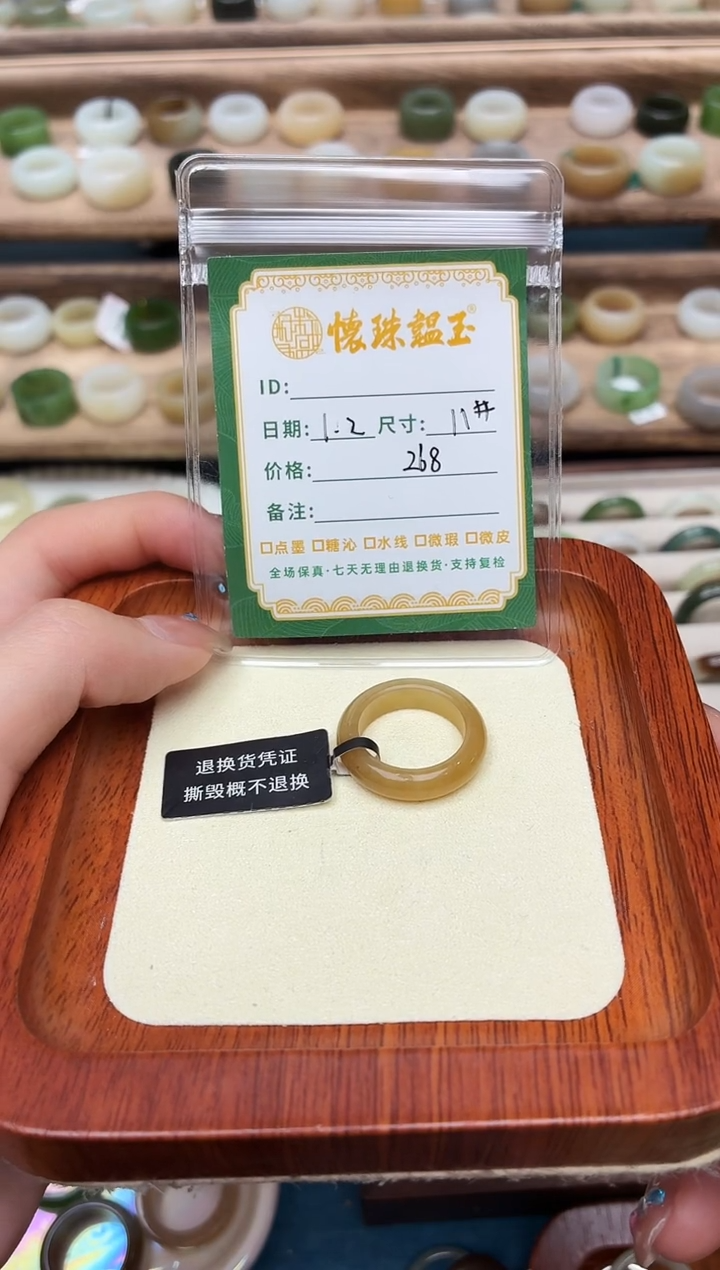 懷珠韞玉®
ID:
日期: 1.2 尺寸: 11#
价格: 268
备注:
□点墨 □糖沁 □水线 □微瑕 □微皮
全场保真·七天无理由退换货·支持复检
退换货凭证
撕毁概不退换